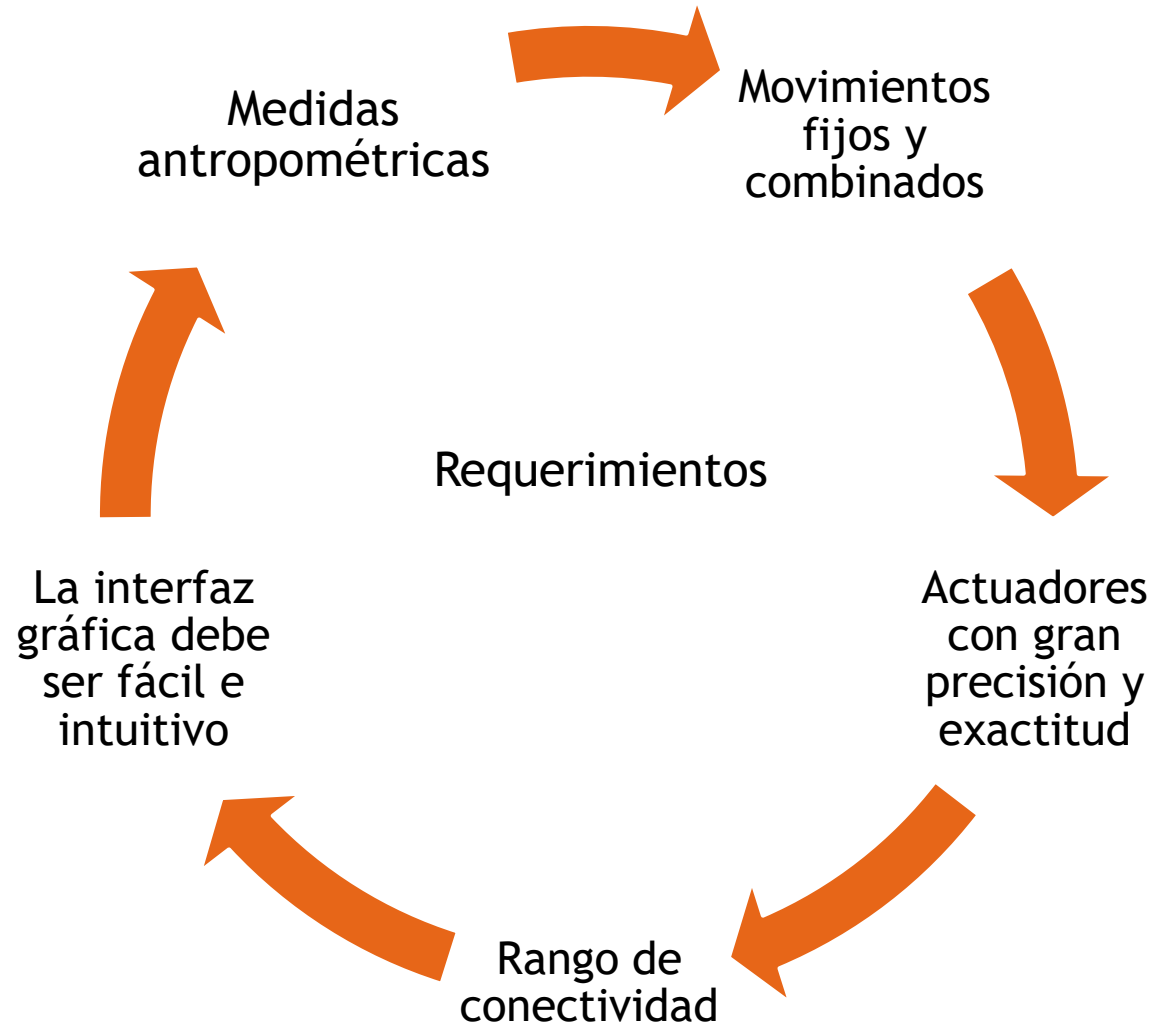 Medidas
antropométricas
Movimientos
fijos y
combinados
Requerimientos
Actuadores
con gran
precisión y
exactitud
Rango de
conectividad
La interfaz
gráfica debe
ser fácil e
intuitivo